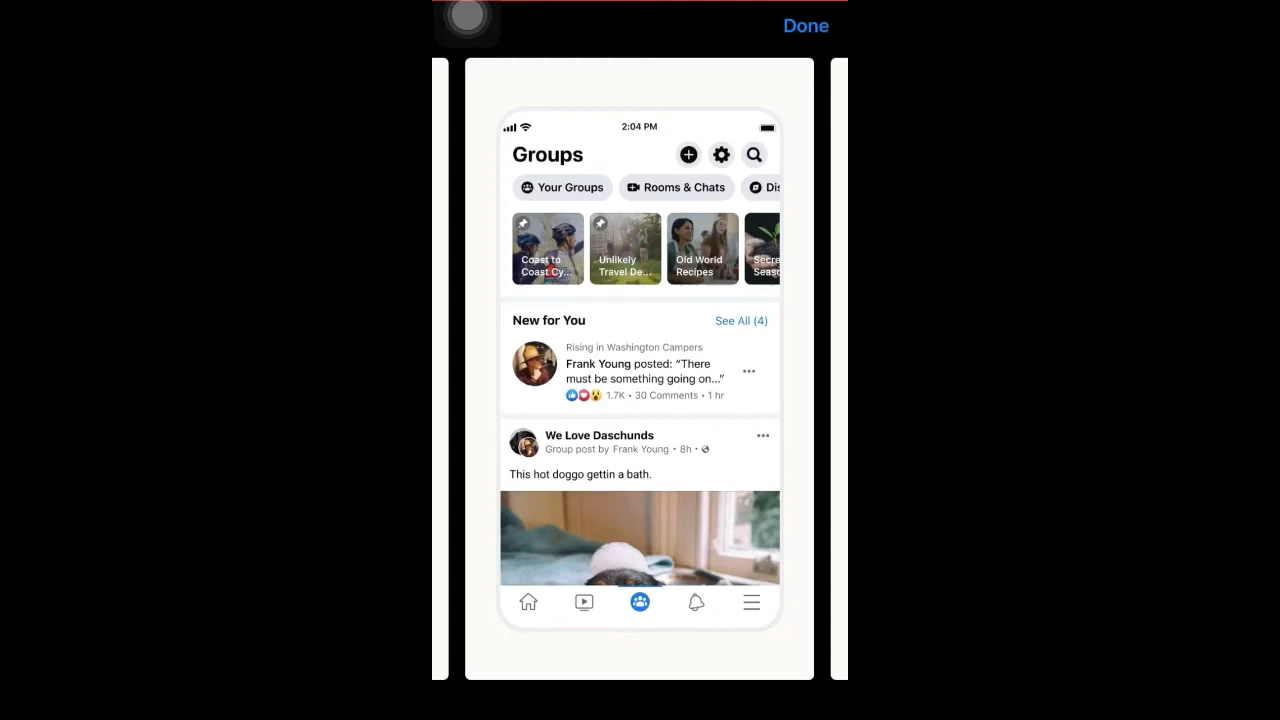 Done
2:04 PM
Groups
Your Groups
Rooms & Chats
Dis
Coast to
Coast Cy...
Unlikely
Travel De...
Old World
Recipes
Secre
Seaso
New for You
See All (4)
Rising in Washington Campers
Frank Young posted: “There
must be something going on...”
1.7K • 30 Comments • 1 hr
We Love Daschunds
Group post by Frank Young • 8h •
This hot doggo gettin a bath.